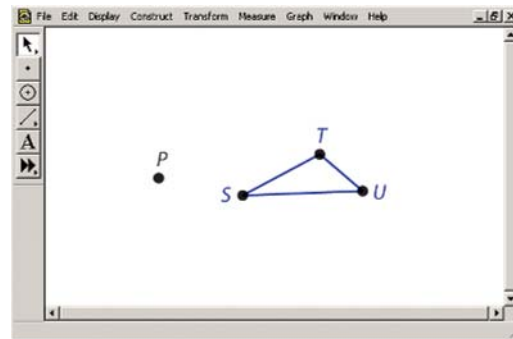 File Edit Display Construct Transform Measure Graph Window Help
A
T
P
S
U